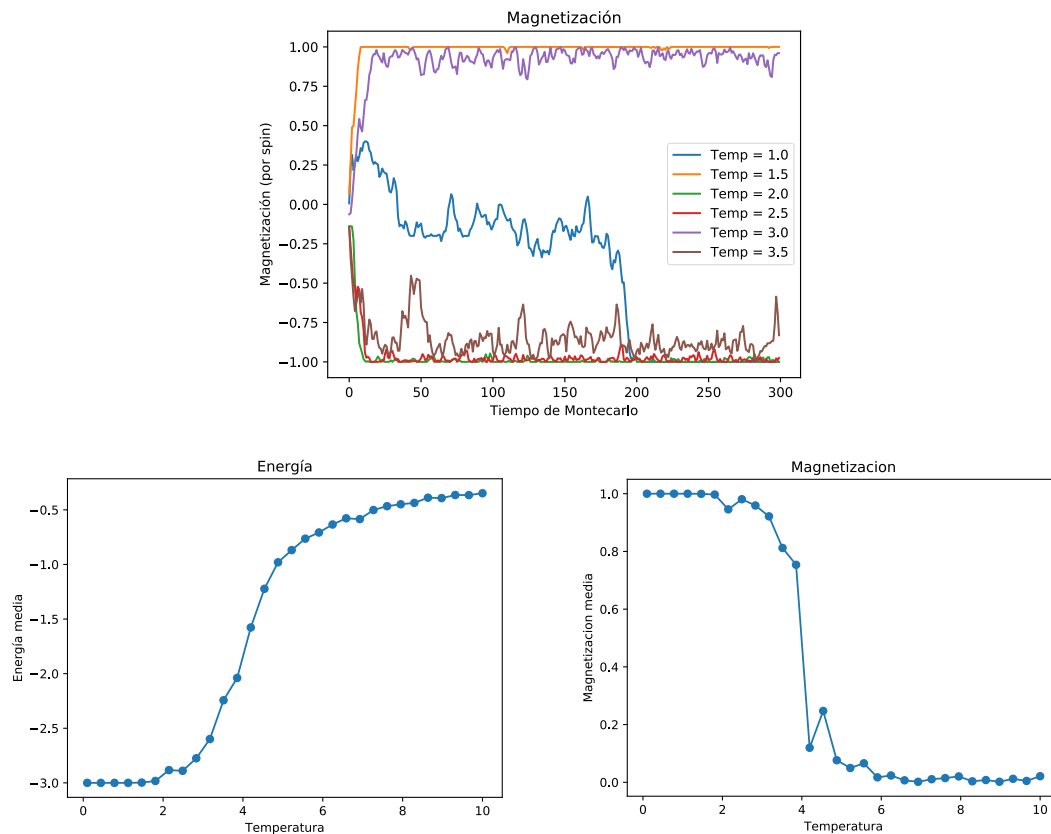 Magnetización
1.00
0.75
0.50
0.25
0.00
−0.25
−0.50
−0.75
−1.00
Magnetización (por spin)
Temp = 1.0
Temp = 1.5
Temp = 2.0
Temp = 2.5
Temp = 3.0
Temp = 3.5
0 50 100 150 200 250 300
Tiempo de Montecarlo
Energía
−0.5
−1.0
−1.5
−2.0
−2.5
−3.0
Energía media
0 2 4 6 8 10
Temperatura
Magnetizacion
1.0
0.8
0.6
0.4
0.2
0.0
Magnetizacion media
0 2 4 6 8 10
Temperatura